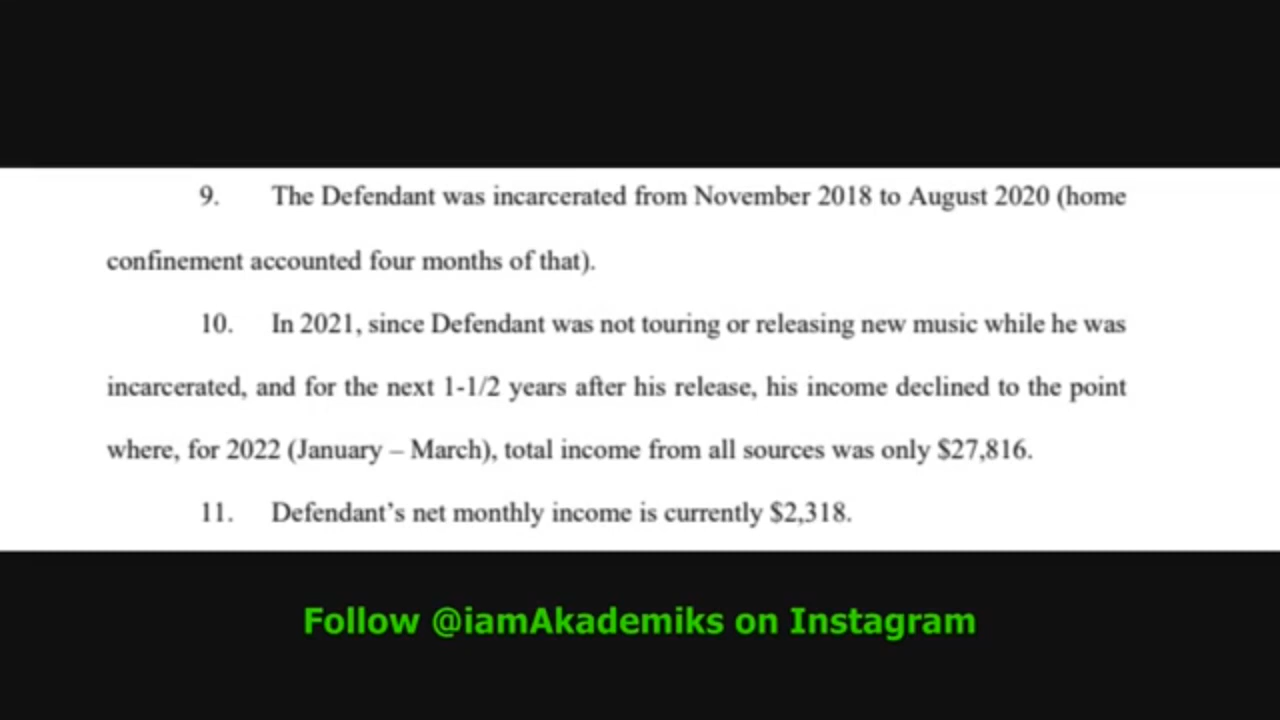 9. The Defendant was incarcerated from November 2018 to August 2020 (home
confinement accounted four months of that).
10. In 2021, since Defendant was not touring or releasing new music while he was
incarcerated, and for the next 1-1/2 years after his release, his income declined to the point
where, for 2022 (January – March), total income from all sources was only $27,816.
11. Defendant’s net monthly income is currently $2,318.
Follow @iamAkademiks on Instagram